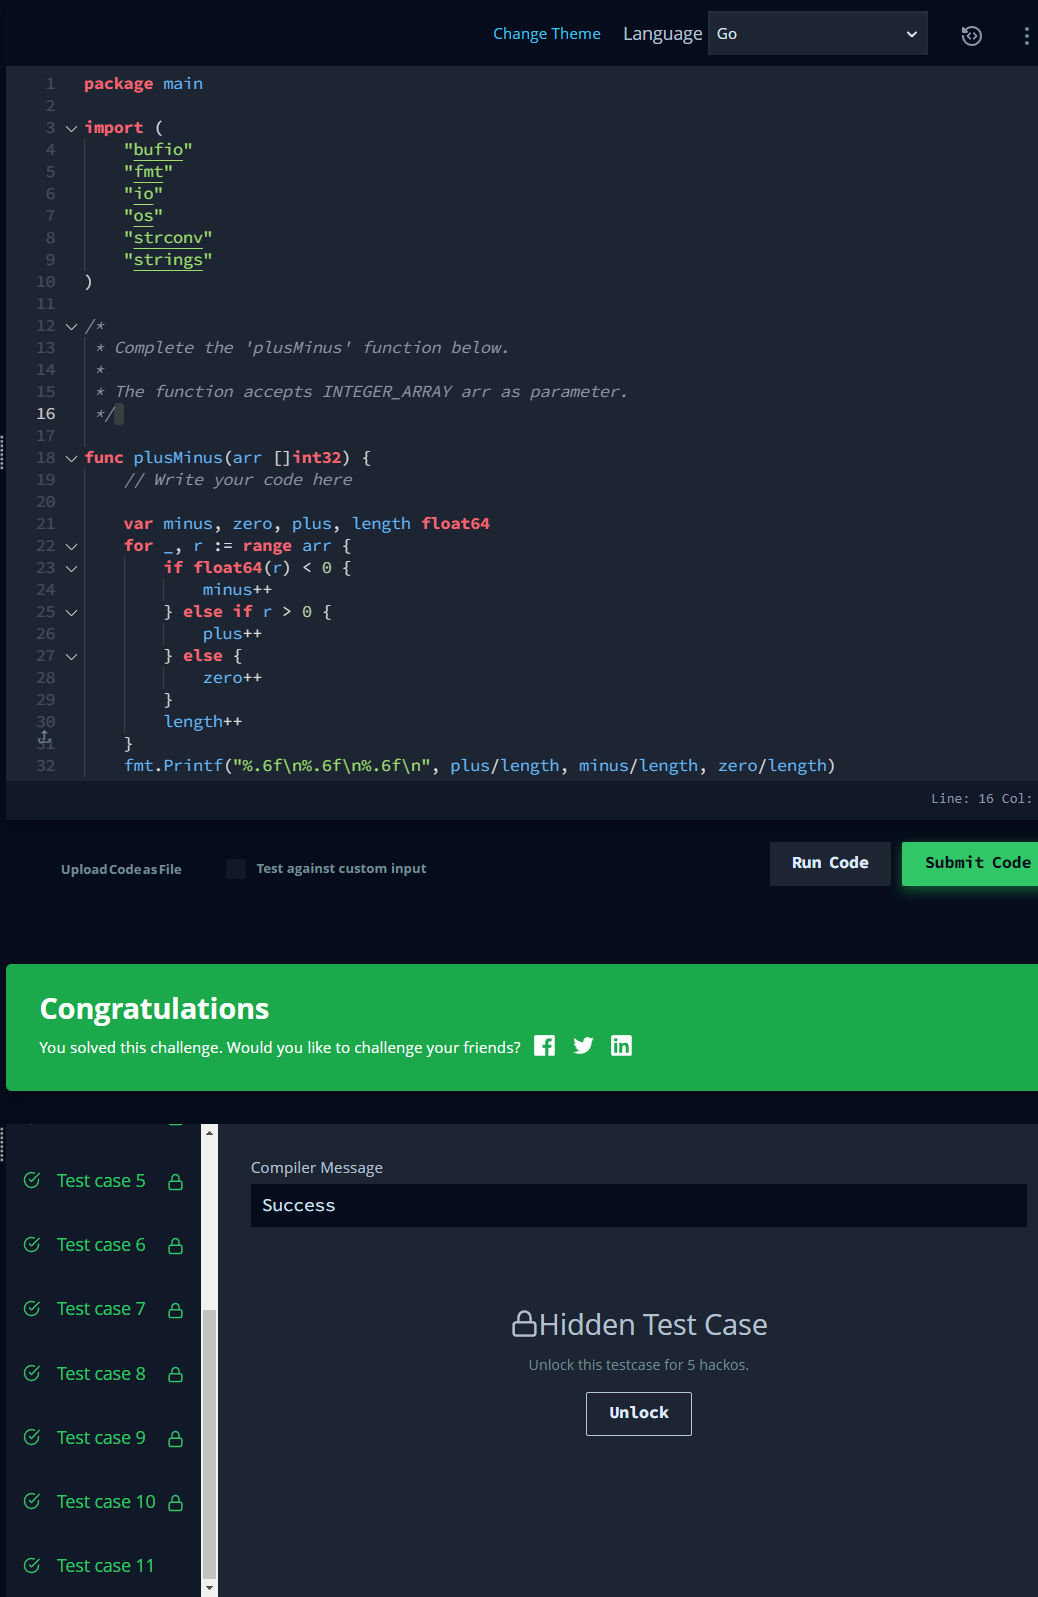 Change Theme Language Go
1 package main
2
3 import (
4 "bufio"
5 "fmt"
6 "io"
7 "os"
8 "strconv"
9 "strings"
10 )
11
12 /*
13 * Complete the 'plusMinus' function below.
14 *
15 * The function accepts INTEGER_ARRAY arr as parameter.
16 */
17
18 func plusMinus(arr []int32) {
19 // Write your code here
20
21 var minus, zero, plus, length float64
22 for _, r := range arr {
23 if float64(r) < 0 {
24 minus++
25 } else if r > 0 {
26 plus++
27 } else {
28 zero++
29 }
30 length++
31 }
32 fmt.Printf("%.6f\n%.6f\n%.6f\n", plus/length, minus/length, zero/length)
Line: 16 Col:
Upload Code as File Test against custom input Run Code Submit Code
Congratulations
You solved this challenge. Would you like to challenge your friends?
Test case 5
Test case 6
Test case 7
Test case 8
Test case 9
Test case 10
Test case 11
Compiler Message
Success
Hidden Test Case
Unlock this testcase for 5 hackos.
Unlock